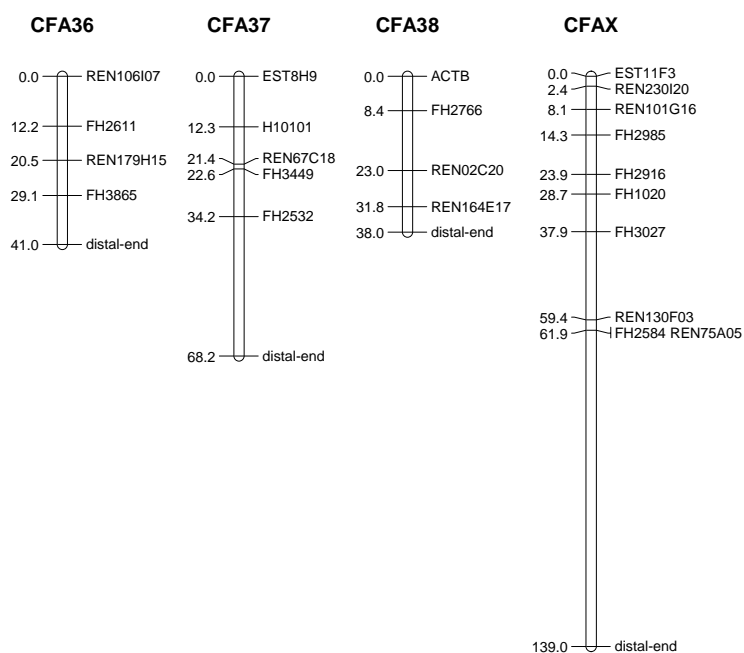 CFA36
0.0 REN106I07
12.2 FH2611
20.5 REN179H15
29.1 FH3865
41.0 distal-end
CFA37
0.0 EST8H9
12.3 H10101
21.4 REN67C18
22.6 FH3449
34.2 FH2532
68.2 distal-end
CFA38
0.0 ACTB
8.4 FH2766
23.0 REN02C20
31.8 REN164E17
38.0 distal-end
CFAX
0.0 EST11F3
2.4 REN230I20
8.1 REN101G16
14.3 FH2985
23.9 FH2916
28.7 FH1020
37.9 FH3027
59.4 REN130F03
61.9 FH2584 REN75A05
139.0 distal-end